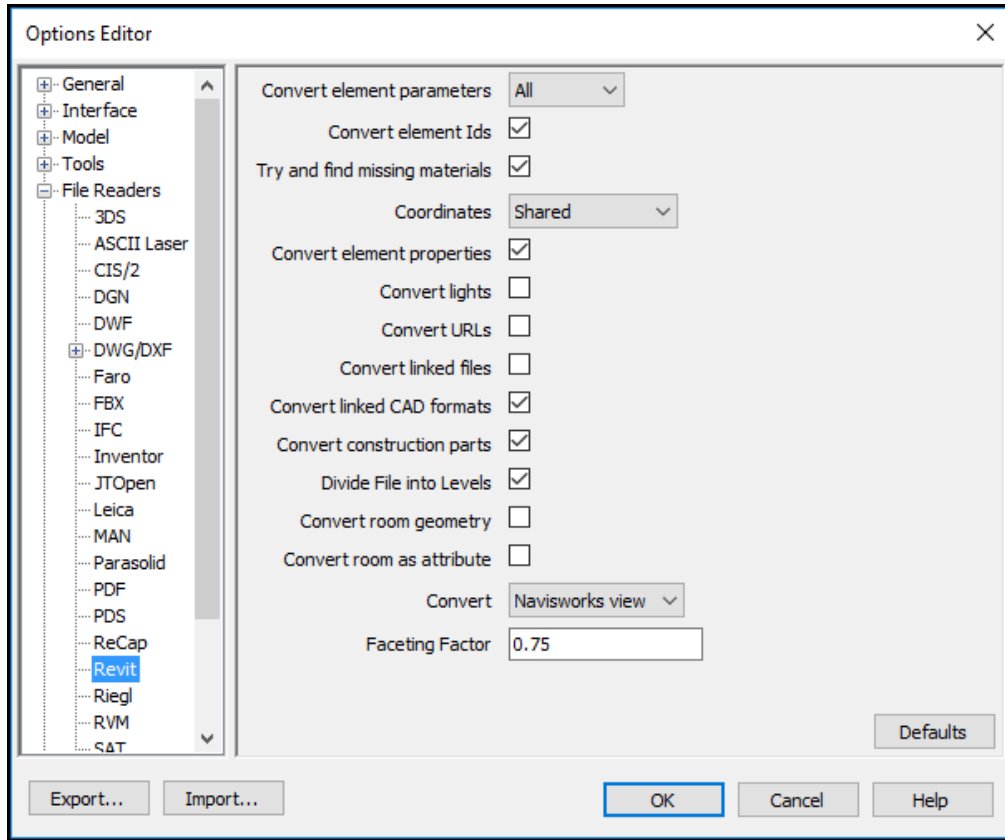 Options Editor
General
Interface
Model
Tools
File Readers
3DS
ASCII Laser
CIS/2
DGN
DWF
DWG/DXF
Faro
FBX
IFC
Inventor
JTOpen
Leica
MAN
Parasolid
PDF
PDS
ReCap
Revit
Riegl
RVM
SAT
Convert element parameters All
Convert element Ids
Try and find missing materials
Coordinates Shared
Convert element properties
Convert lights
Convert URLs
Convert linked files
Convert linked CAD formats
Convert construction parts
Divide File into Levels
Convert room geometry
Convert room as attribute
Convert Navisworks view
Faceting Factor 0.75
Defaults
Export... Import... OK Cancel Help